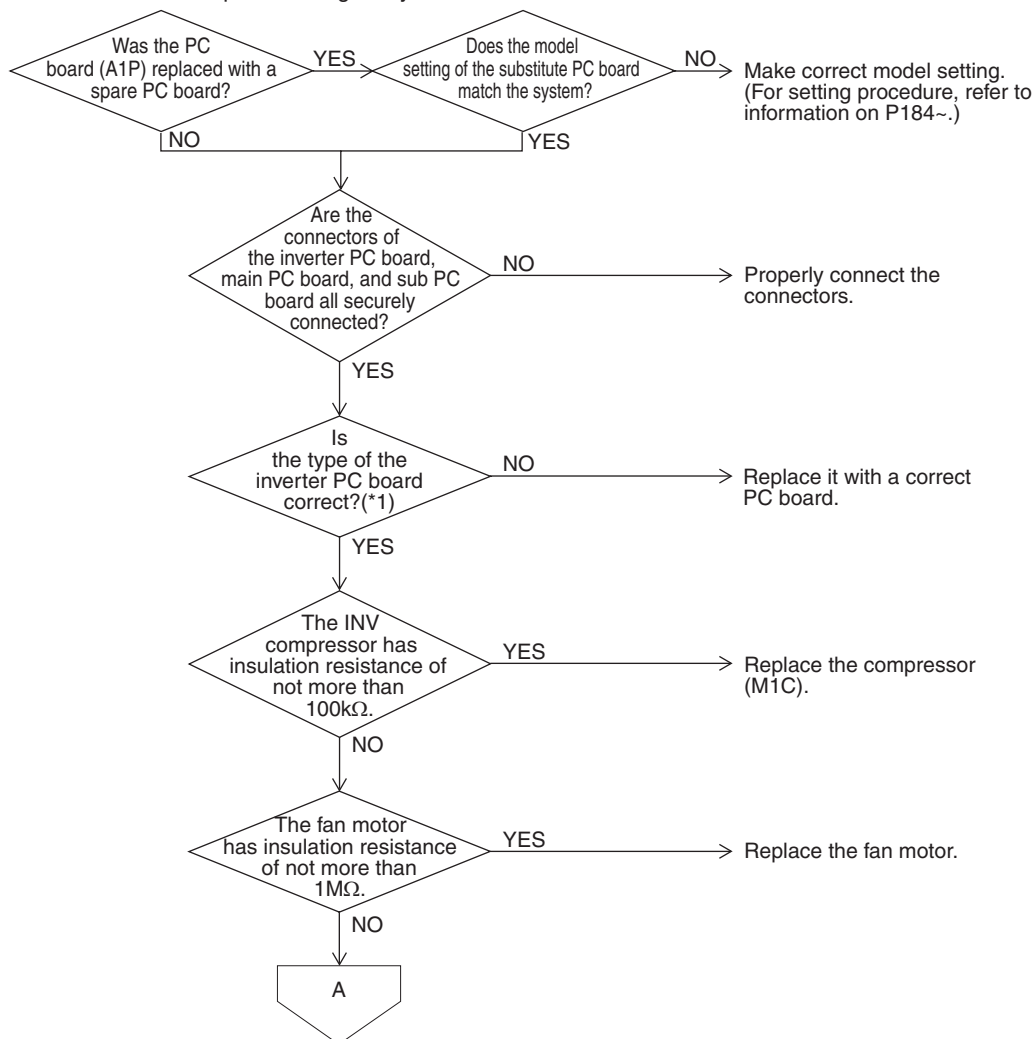 Was the PC
board (A1P) replaced with a
spare PC board?
YES
Does the model
setting of the substitute PC board
match the system?
NO
Make correct model setting.
(For setting procedure, refer to
information on P184~.)
NO
YES
Are the
connectors of
the inverter PC board,
main PC board, and sub PC
board all securely
connected?
NO
Properly connect the
connectors.
YES
Is
the type of the
inverter PC board
correct?(*1)
NO
Replace it with a correct
PC board.
YES
The INV
compressor has
insulation resistance of
not more than
100kΩ.
YES
Replace the compressor
(M1C).
NO
The fan motor
has insulation resistance
of not more than
1MΩ.
YES
Replace the fan motor.
NO
A